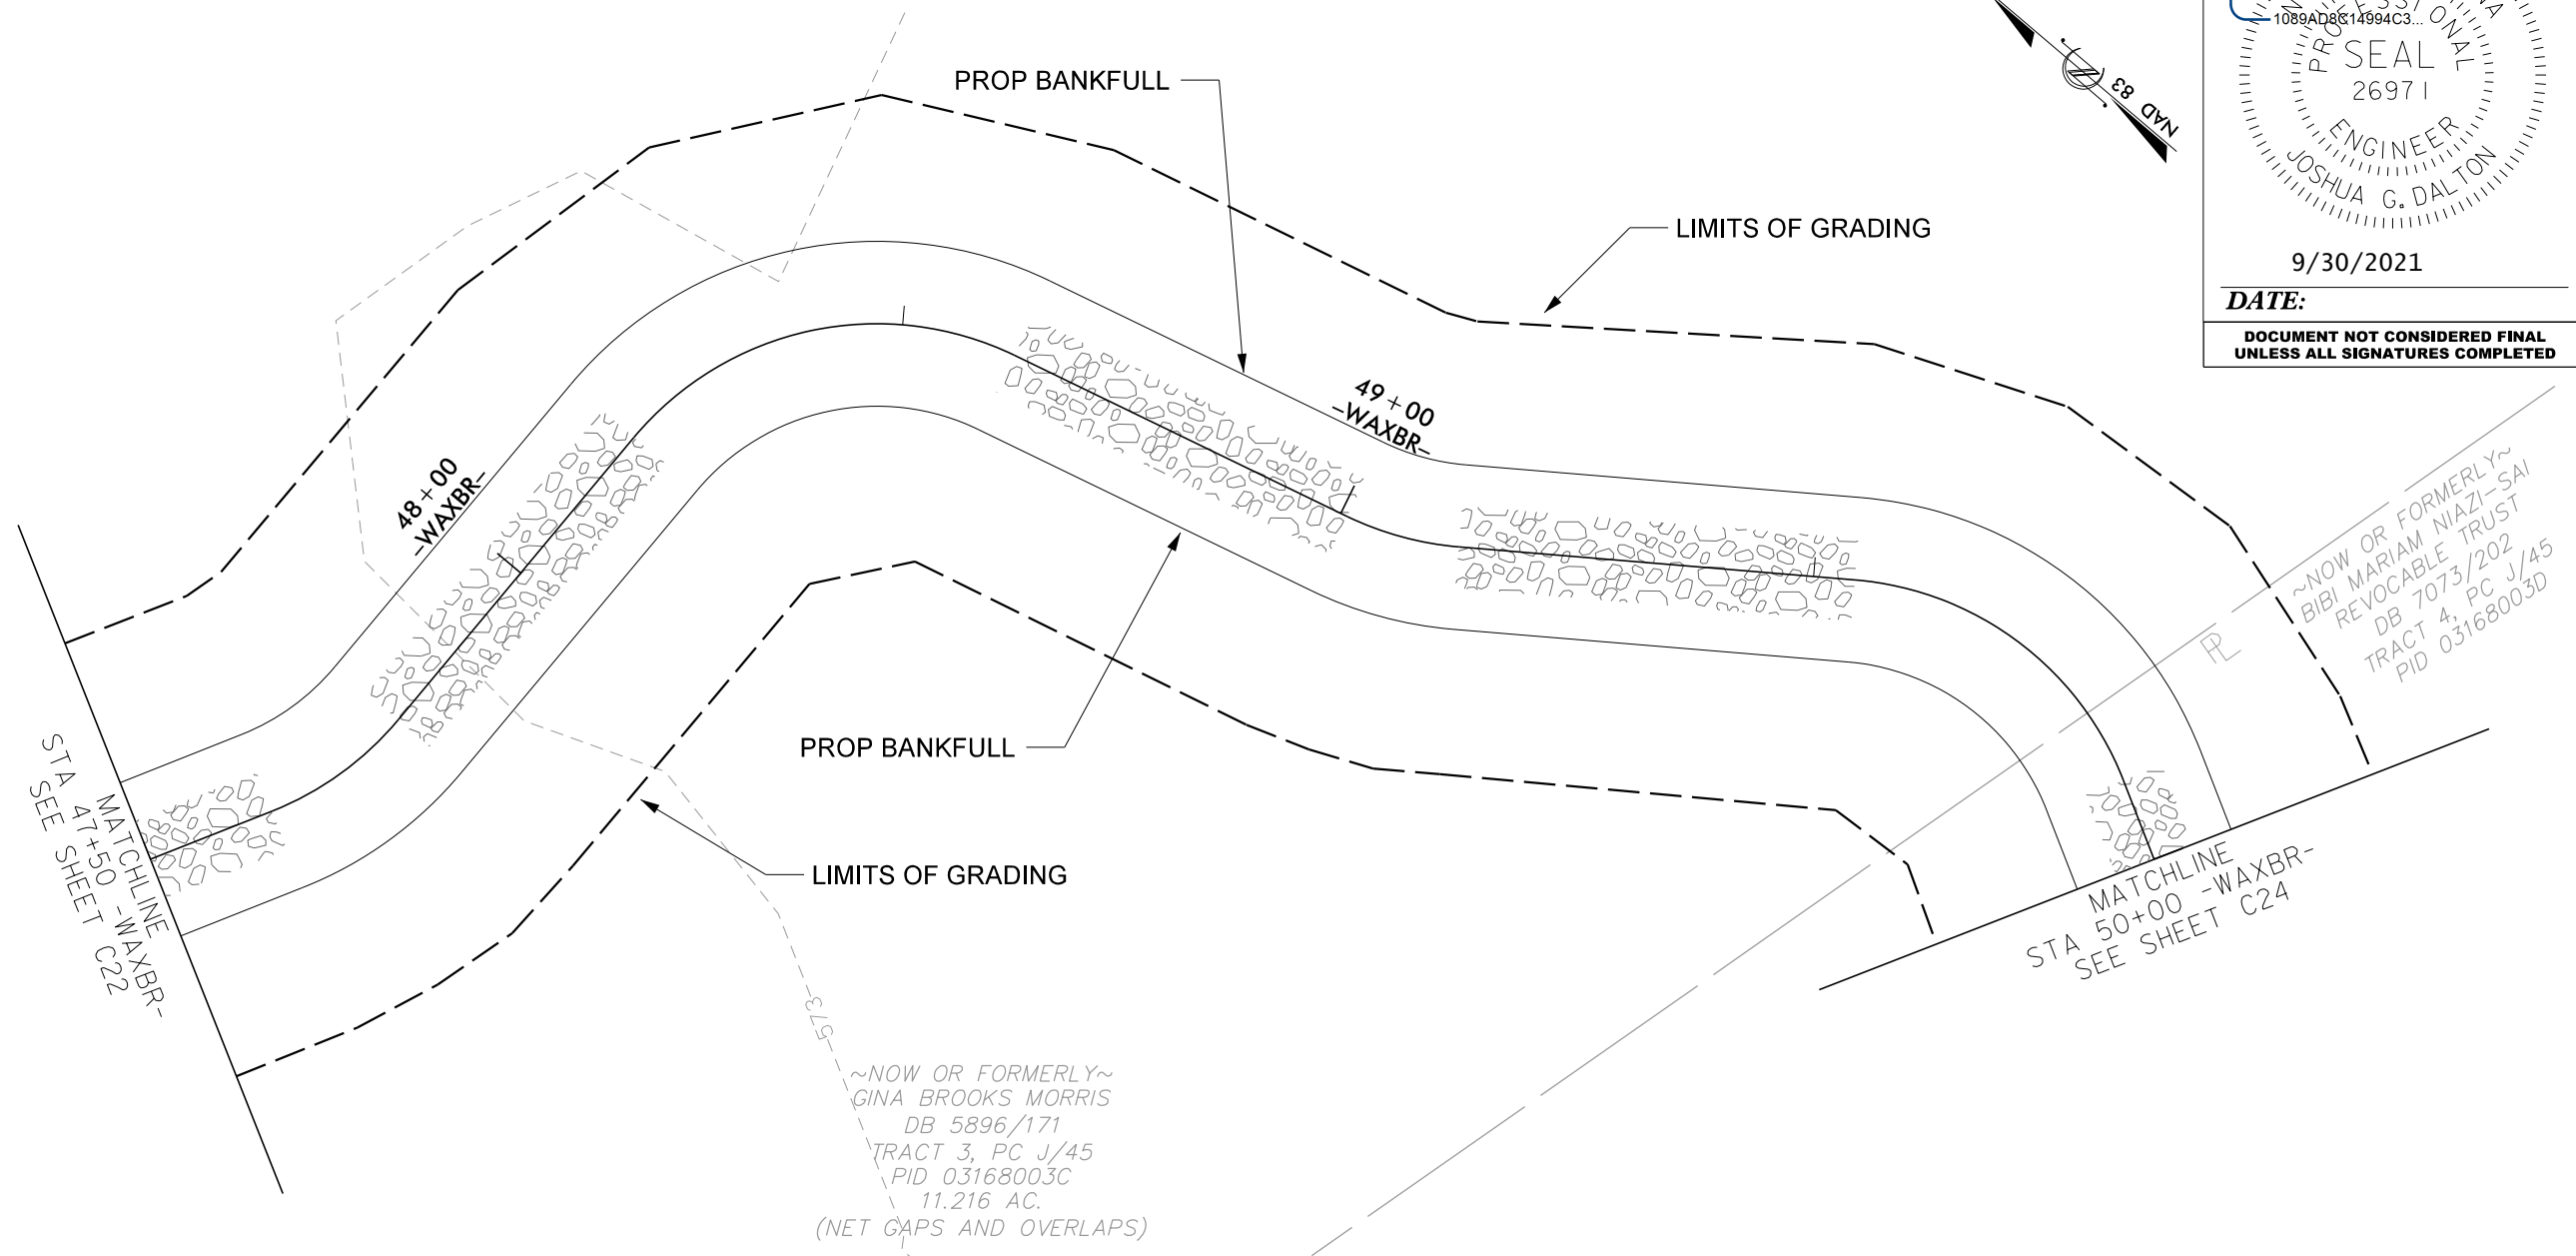 PROP BANKFULL
LIMITS OF GRADING
NAD 83
1089AD8C14994C3...
PROFESSIONAL
SEAL
26971
ENGINEER
JOSHUA G. DALTON
9/30/2021
DATE:
DOCUMENT NOT CONSIDERED FINAL
UNLESS ALL SIGNATURES COMPLETED
48+00
-WAXBR-
49+00
-WAXBR-
~NOW OR FORMERLY~
BIBI MARIAM NIAZI-SAI
REVOCABLE TRUST
DB 7073/202
TRACT 4, PC J/45
PID 03168003D
PL
PROP BANKFULL
LIMITS OF GRADING
MATCHLINE
STA 47+50 -WAXBR-
SEE SHEET C22
MATCHLINE
STA 50+00 -WAXBR-
SEE SHEET C24
573
~NOW OR FORMERLY~
GINA BROOKS MORRIS
DB 5896/171
TRACT 3, PC J/45
PID 03168003C
11.216 AC.
(NET GAPS AND OVERLAPS)